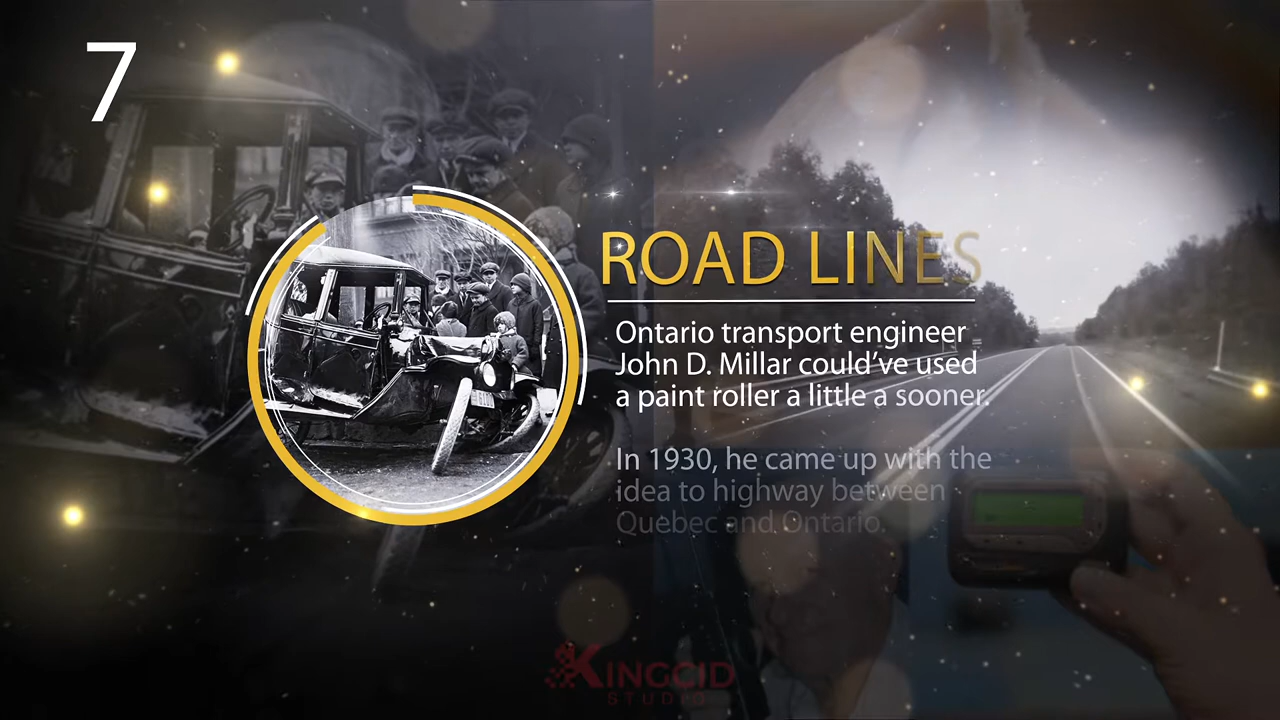 7
ROAD LINES
Ontario transport engineer
John D. Millar could've used
a paint roller a little a sooner.
In 1930, he came up with the
idea to highway between
Quebec and Ontario.
KINGCID
STUDIO